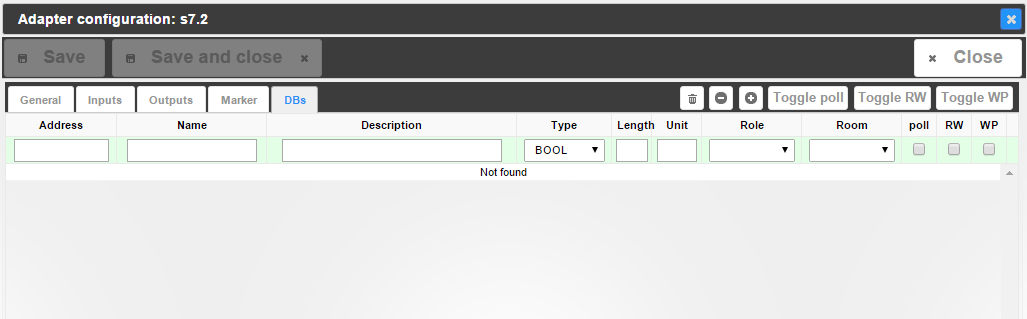 Adapter configuration: s7.2
Save Save and close Close
General Inputs Outputs Marker DBs Toggle poll Toggle RW Toggle WP
Address Name Description Type Length Unit Role Room poll RW WP
BOOL
Not found